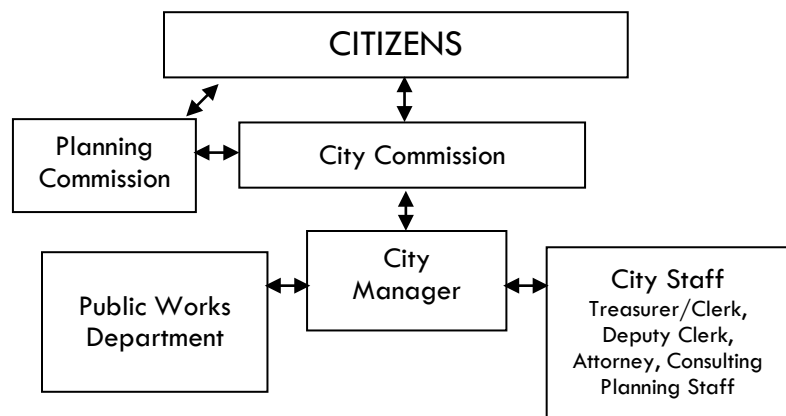 CITIZENS
Planning
Commission
City Commission
City
Manager
Public Works
Department
City Staff
Treasurer/Clerk,
Deputy Clerk,
Attorney, Consulting
Planning Staff